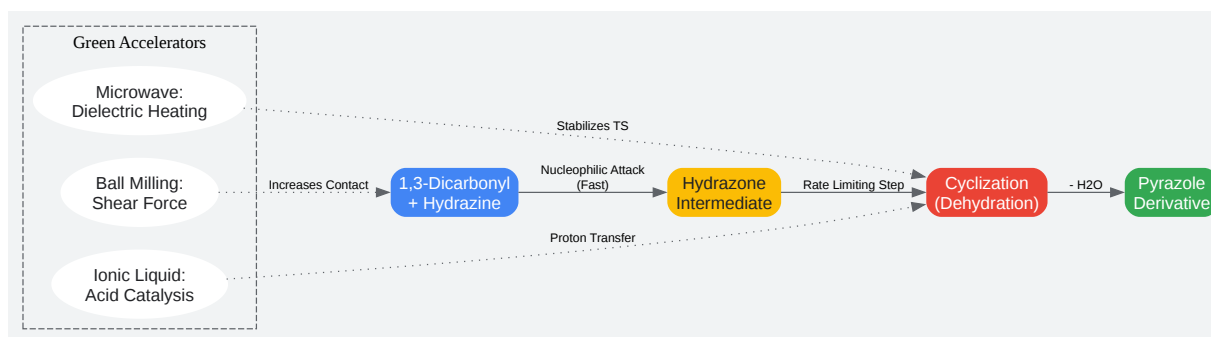 Green Accelerators
Microwave:
Dielectric Heating
Stabilizes TS
Ball Milling:
Shear Force
Increases Contact
1,3-Dicarbonyl
+ Hydrazine
Nucleophilic Attack
(Fast)
Hydrazone
Intermediate
Rate Limiting Step
Cyclization
(Dehydration)
- H2O
Pyrazole
Derivative
Proton Transfer
Ionic Liquid:
Acid Catalysis